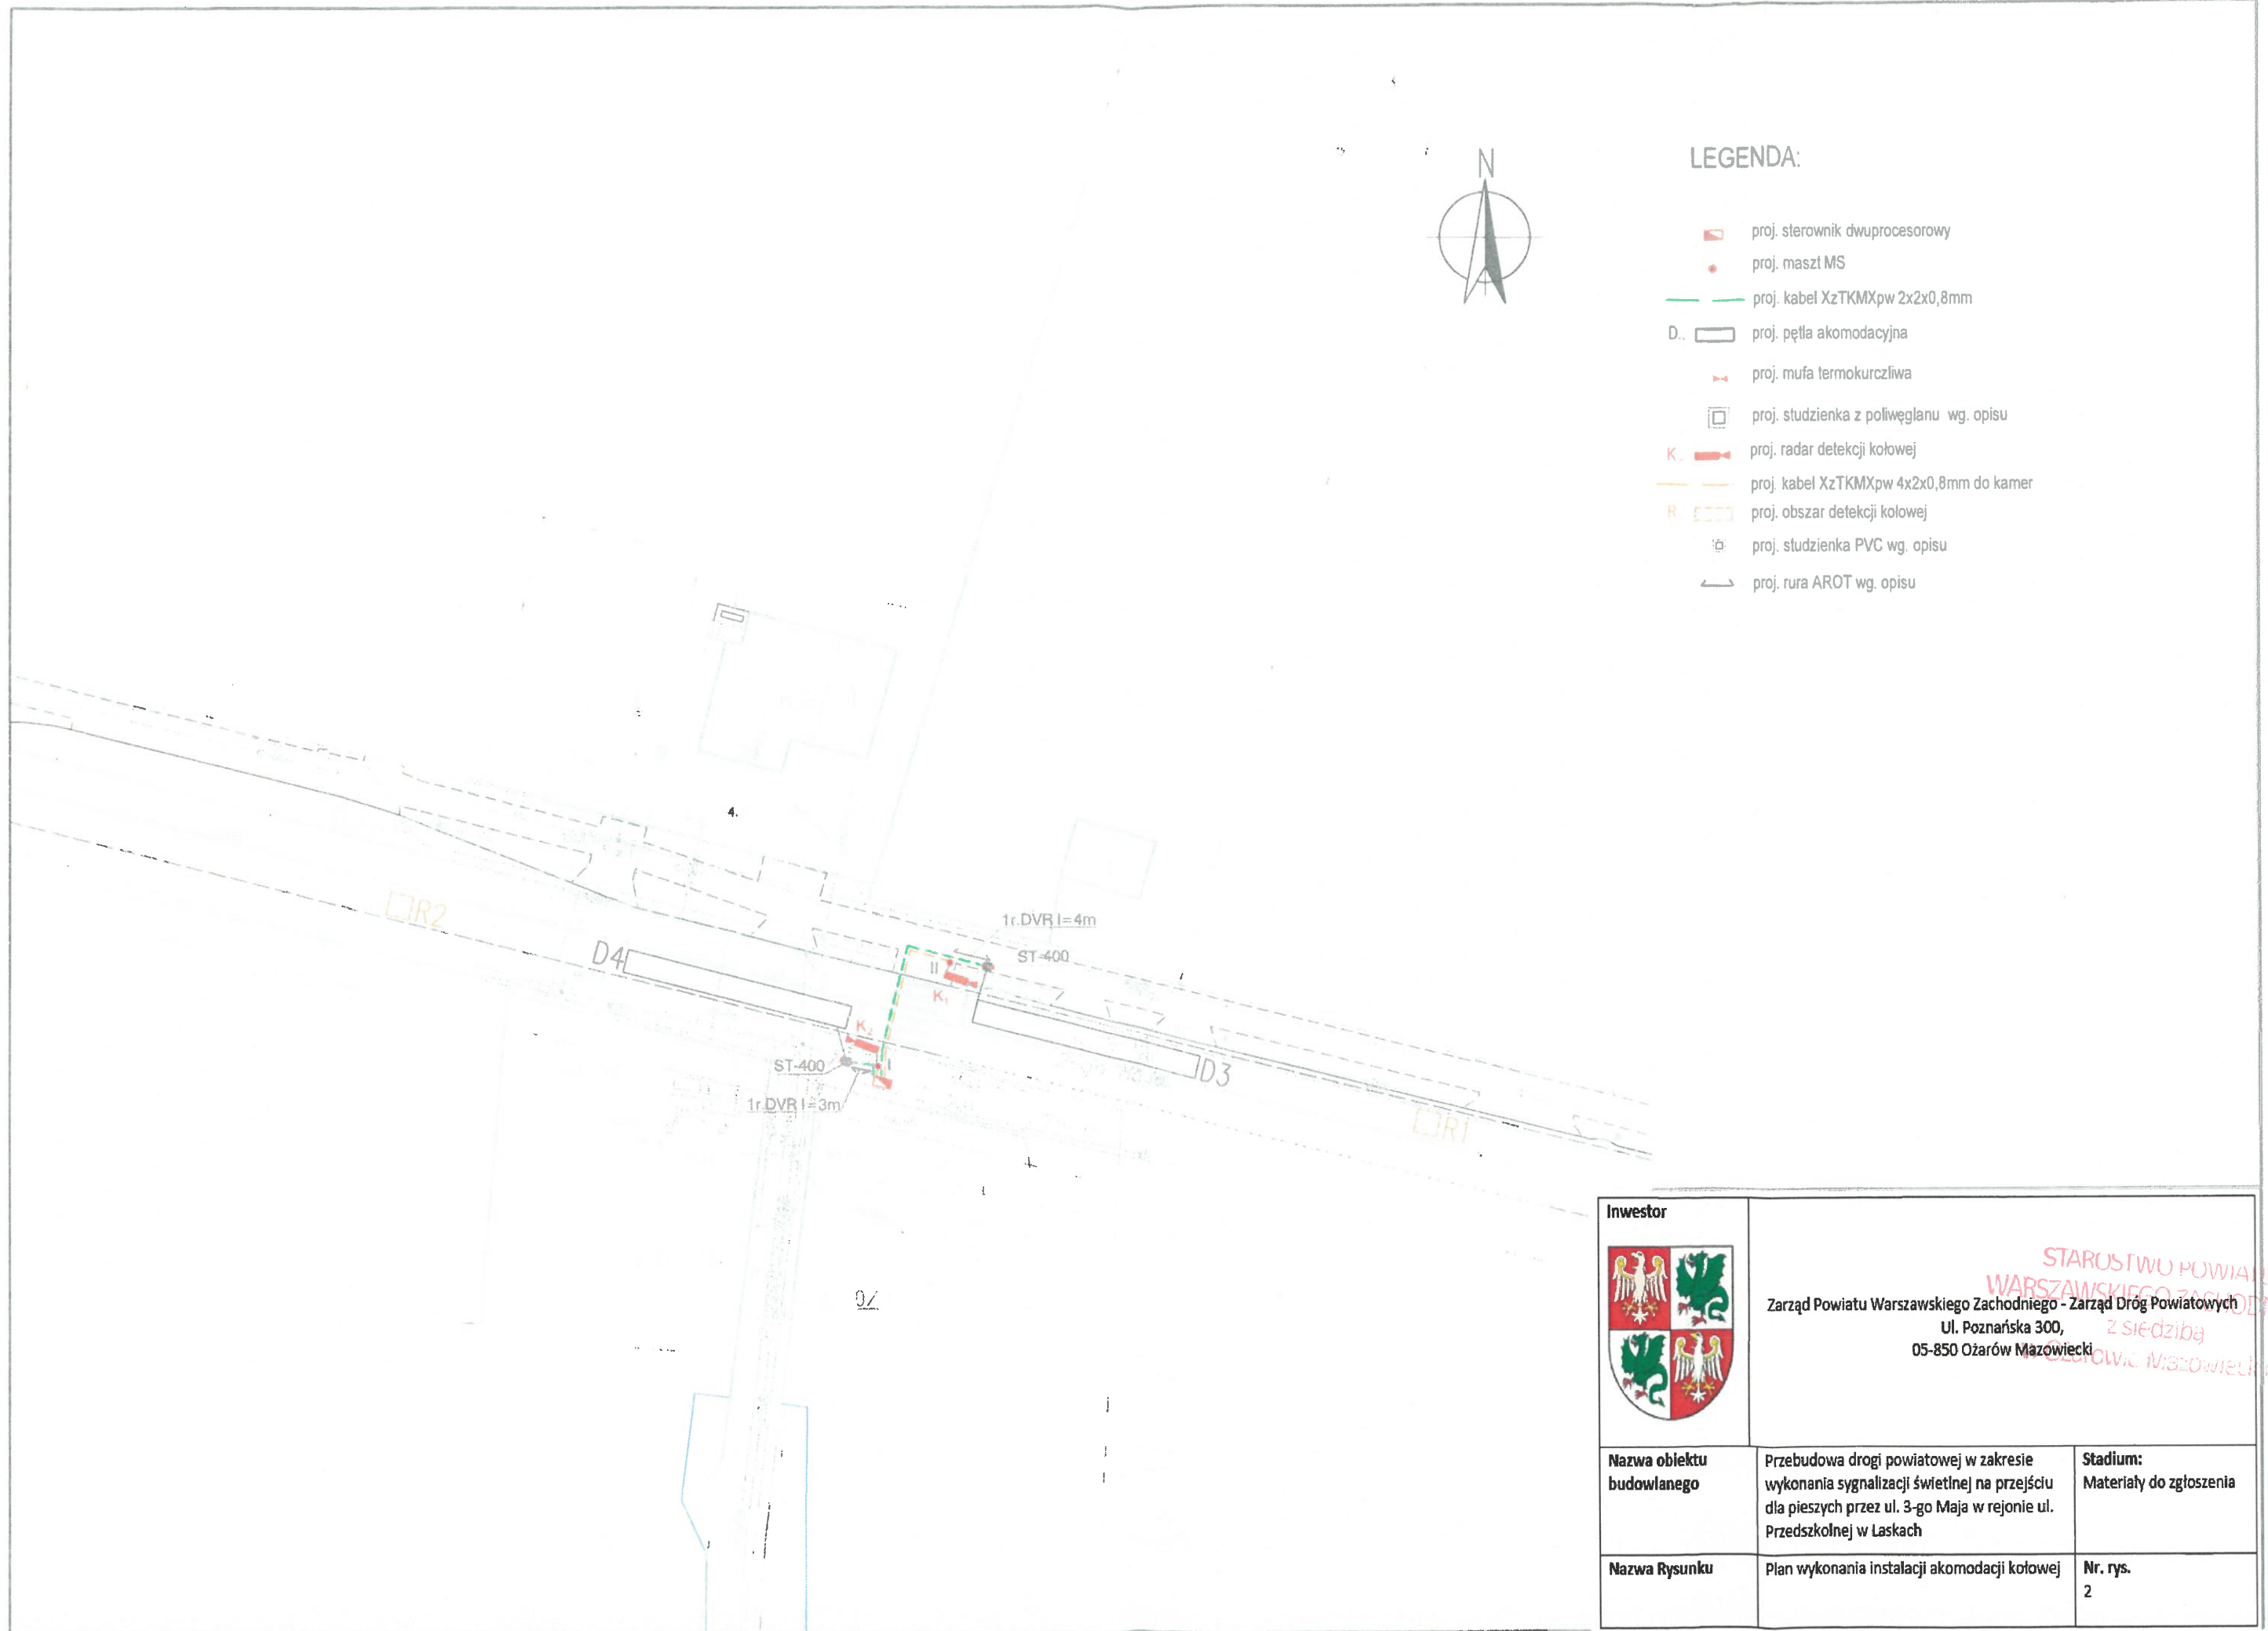 N
LEGENDA:
proj. sterownik dwuprocesorowy
proj. maszt MS
proj. kabel XzTKMXpw 2x2x0,8mm
D.. proj. pętla akomodacyjna
proj. mufa termokurczliwa
proj. studzienka z poliwęglanu wg. opisu
K.. proj. radar detekcji kołowej
proj. kabel XzTKMXpw 4x2x0,8mm do kamer
R.. proj. obszar detekcji kołowej
proj. studzienka PVC wg. opisu
proj. rura AROT wg. opisu
4.
R2
1r.DVR l=4m
D4
ST-400
II
K1
K2
ST-400
I
D3
1r.DVR l=3m
R1
Inwestor
STAROSTWO POWIA
WARSZAWSKIEGO ZACHOD
Zarząd Powiatu Warszawskiego Zachodniego - Zarząd Dróg Powiatowych
Ul. Poznańska 300,
z siedzibą
05-850 Ożarów Mazowiecki
w Ożarowie Mazowieck
Nazwa obiektu
budowlanego
Przebudowa drogi powiatowej w zakresie
wykonania sygnalizacji świetlnej na przejściu
dla pieszych przez ul. 3-go Maja w rejonie ul.
Przedszkolnej w Laskach
Stadium:
Materiały do zgłoszenia
Nazwa Rysunku
Plan wykonania instalacji akomodacji kołowej
Nr. rys.
2